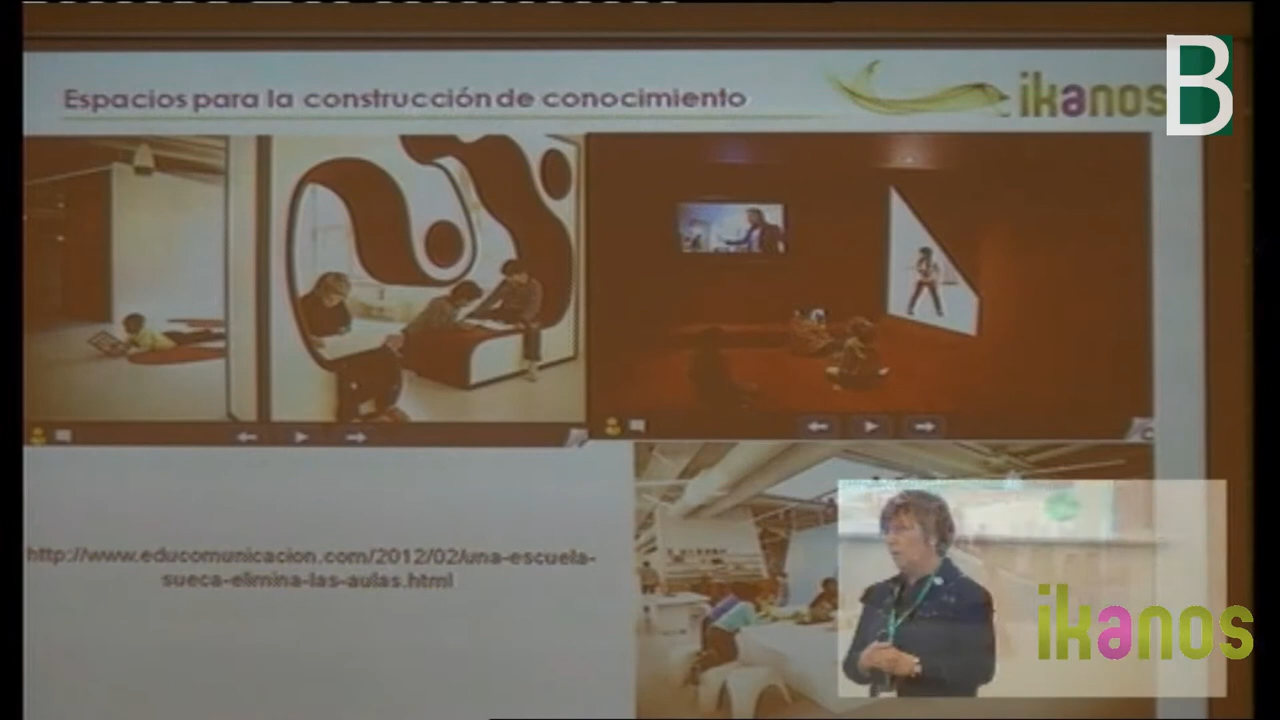 Espacios para la construcción de conocimiento
ikanos
B
http://www.educomunicacion.com/2012/02/una-escuela-
sueca-elimina-las-aulas.html
ikanos